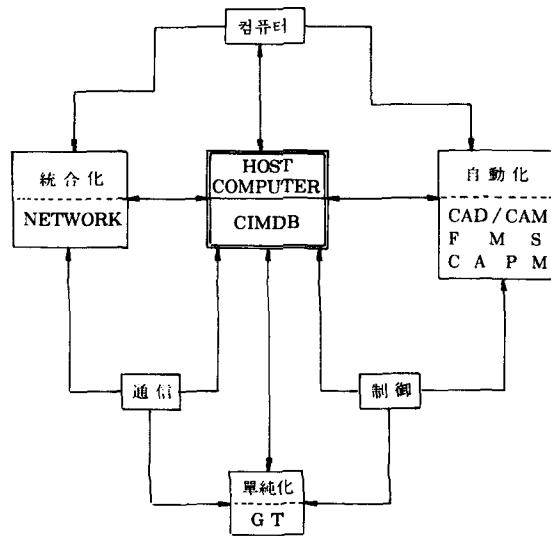 컴퓨터
統合化
NETWORK
HOST
COMPUTER
CIMDB
自動化
CAD/CAM
F M S
C A P M
通信
制御
單純化
G T